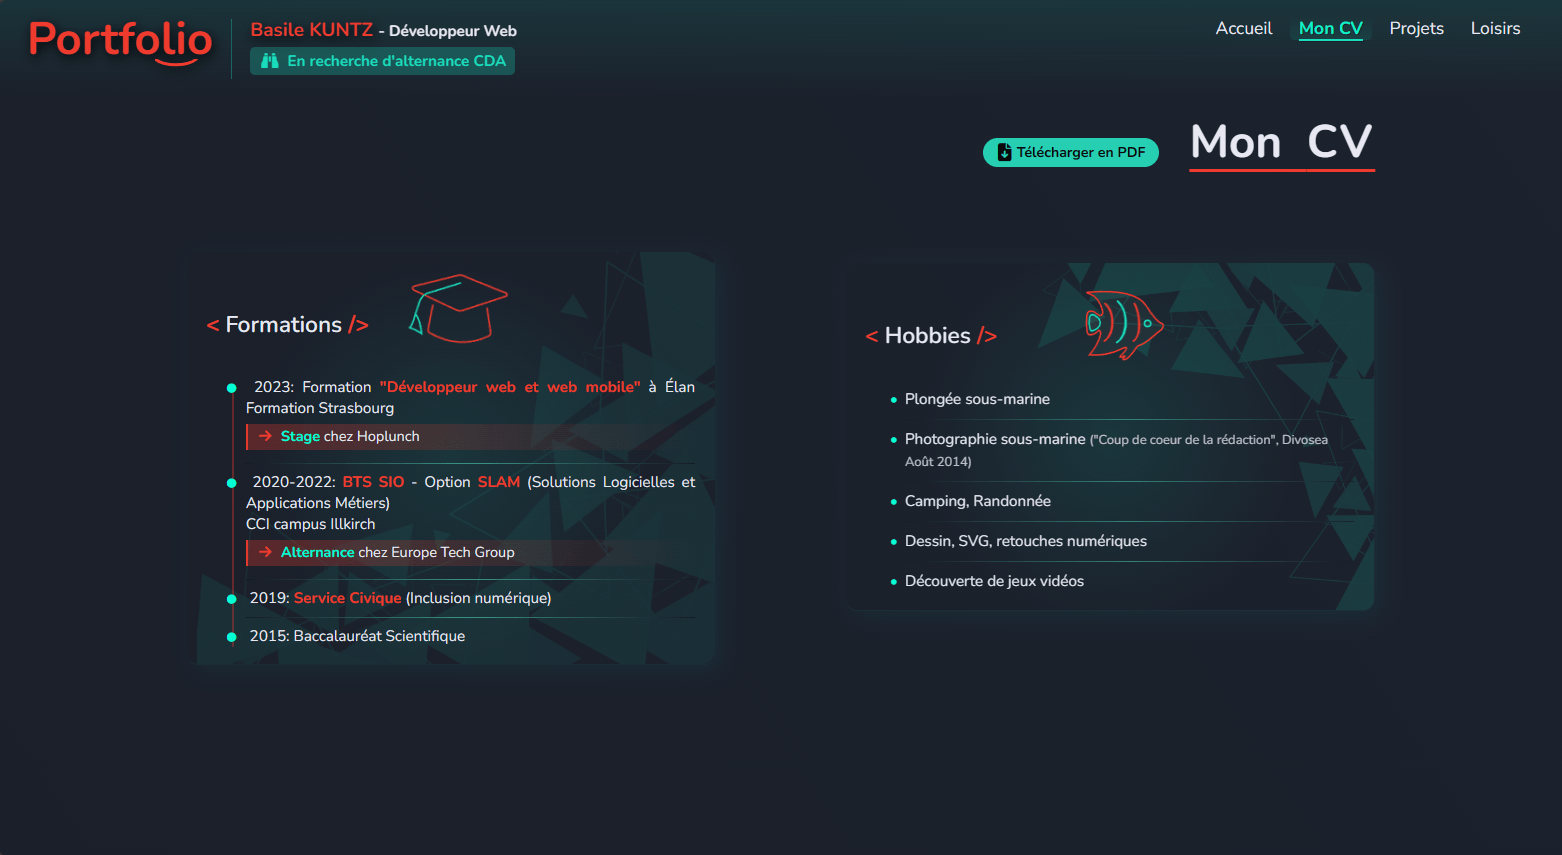 Portfolio
Basile KUNTZ - Développeur Web
En recherche d'alternance CDA
Accueil
Mon CV
Projets
Loisirs
Télécharger en PDF
Mon CV
< Formations />
2023: Formation "Développeur web et web mobile" à Élan
Formation Strasbourg
→ Stage chez Hoplunch
2020-2022: BTS SIO - Option SLAM (Solutions Logicielles et
Applications Métiers)
CCI campus Illkirch
→ Alternance chez Europe Tech Group
2019: Service Civique (Inclusion numérique)
2015: Baccalauréat Scientifique
< Hobbies />
Plongée sous-marine
Photographie sous-marine ("Coup de coeur de la rédaction", Divosea
Août 2014)
Camping, Randonnée
Dessin, SVG, retouches numériques
Découverte de jeux vidéos